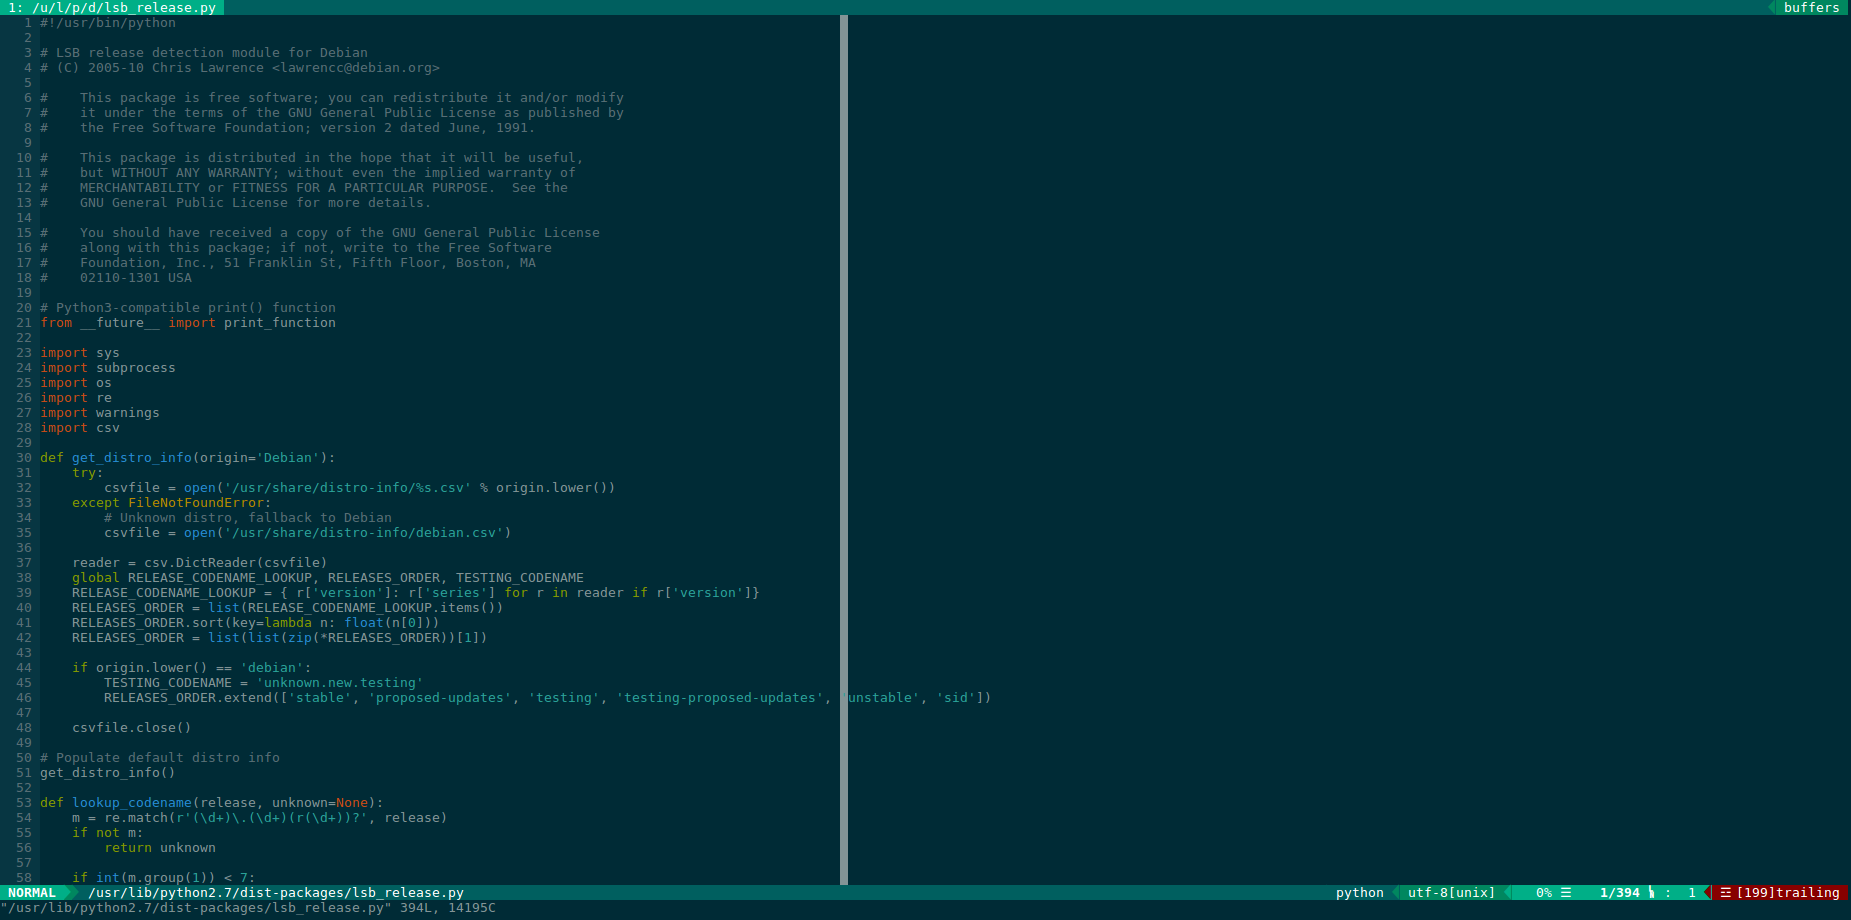 1: /u/l/p/d/lsb_release.py buffers
1 #!/usr/bin/python
2
3 # LSB release detection module for Debian
4 # (C) 2005-10 Chris Lawrence <lawrencc@debian.org>
5
6 #    This package is free software; you can redistribute it and/or modify
7 #    it under the terms of the GNU General Public License as published by
8 #    the Free Software Foundation; version 2 dated June, 1991.
9
10 #    This package is distributed in the hope that it will be useful,
11 #    but WITHOUT ANY WARRANTY; without even the implied warranty of
12 #    MERCHANTABILITY or FITNESS FOR A PARTICULAR PURPOSE.  See the
13 #    GNU General Public License for more details.
14
15 #    You should have received a copy of the GNU General Public License
16 #    along with this package; if not, write to the Free Software
17 #    Foundation, Inc., 51 Franklin St, Fifth Floor, Boston, MA
18 #    02110-1301 USA
19
20 # Python3-compatible print() function
21 from __future__ import print_function
22
23 import sys
24 import subprocess
25 import os
26 import re
27 import warnings
28 import csv
29
30 def get_distro_info(origin='Debian'):
31     try:
32         csvfile = open('/usr/share/distro-info/%s.csv' % origin.lower())
33     except FileNotFoundError:
34         # Unknown distro, fallback to Debian
35         csvfile = open('/usr/share/distro-info/debian.csv')
36
37     reader = csv.DictReader(csvfile)
38     global RELEASE_CODENAME_LOOKUP, RELEASES_ORDER, TESTING_CODENAME
39     RELEASE_CODENAME_LOOKUP = { r['version']: r['series'] for r in reader if r['version']}
40     RELEASES_ORDER = list(RELEASE_CODENAME_LOOKUP.items())
41     RELEASES_ORDER.sort(key=lambda n: float(n[0]))
42     RELEASES_ORDER = list(list(zip(*RELEASES_ORDER))[1])
43
44     if origin.lower() == 'debian':
45         TESTING_CODENAME = 'unknown.new.testing'
46         RELEASES_ORDER.extend(['stable', 'proposed-updates', 'testing', 'testing-proposed-updates', 'unstable', 'sid'])
47
48     csvfile.close()
49
50 # Populate default distro info
51 get_distro_info()
52
53 def lookup_codename(release, unknown=None):
54     m = re.match(r'(\d+)\.(\d+)(r(\d+))?', release)
55     if not m:
56         return unknown
57
58     if int(m.group(1)) < 7:
NORMAL /usr/lib/python2.7/dist-packages/lsb_release.py python utf-8[unix] 0% ☰ 1/394 : 1 ☲ [199]trailing
"/usr/lib/python2.7/dist-packages/lsb_release.py" 394L, 14195C